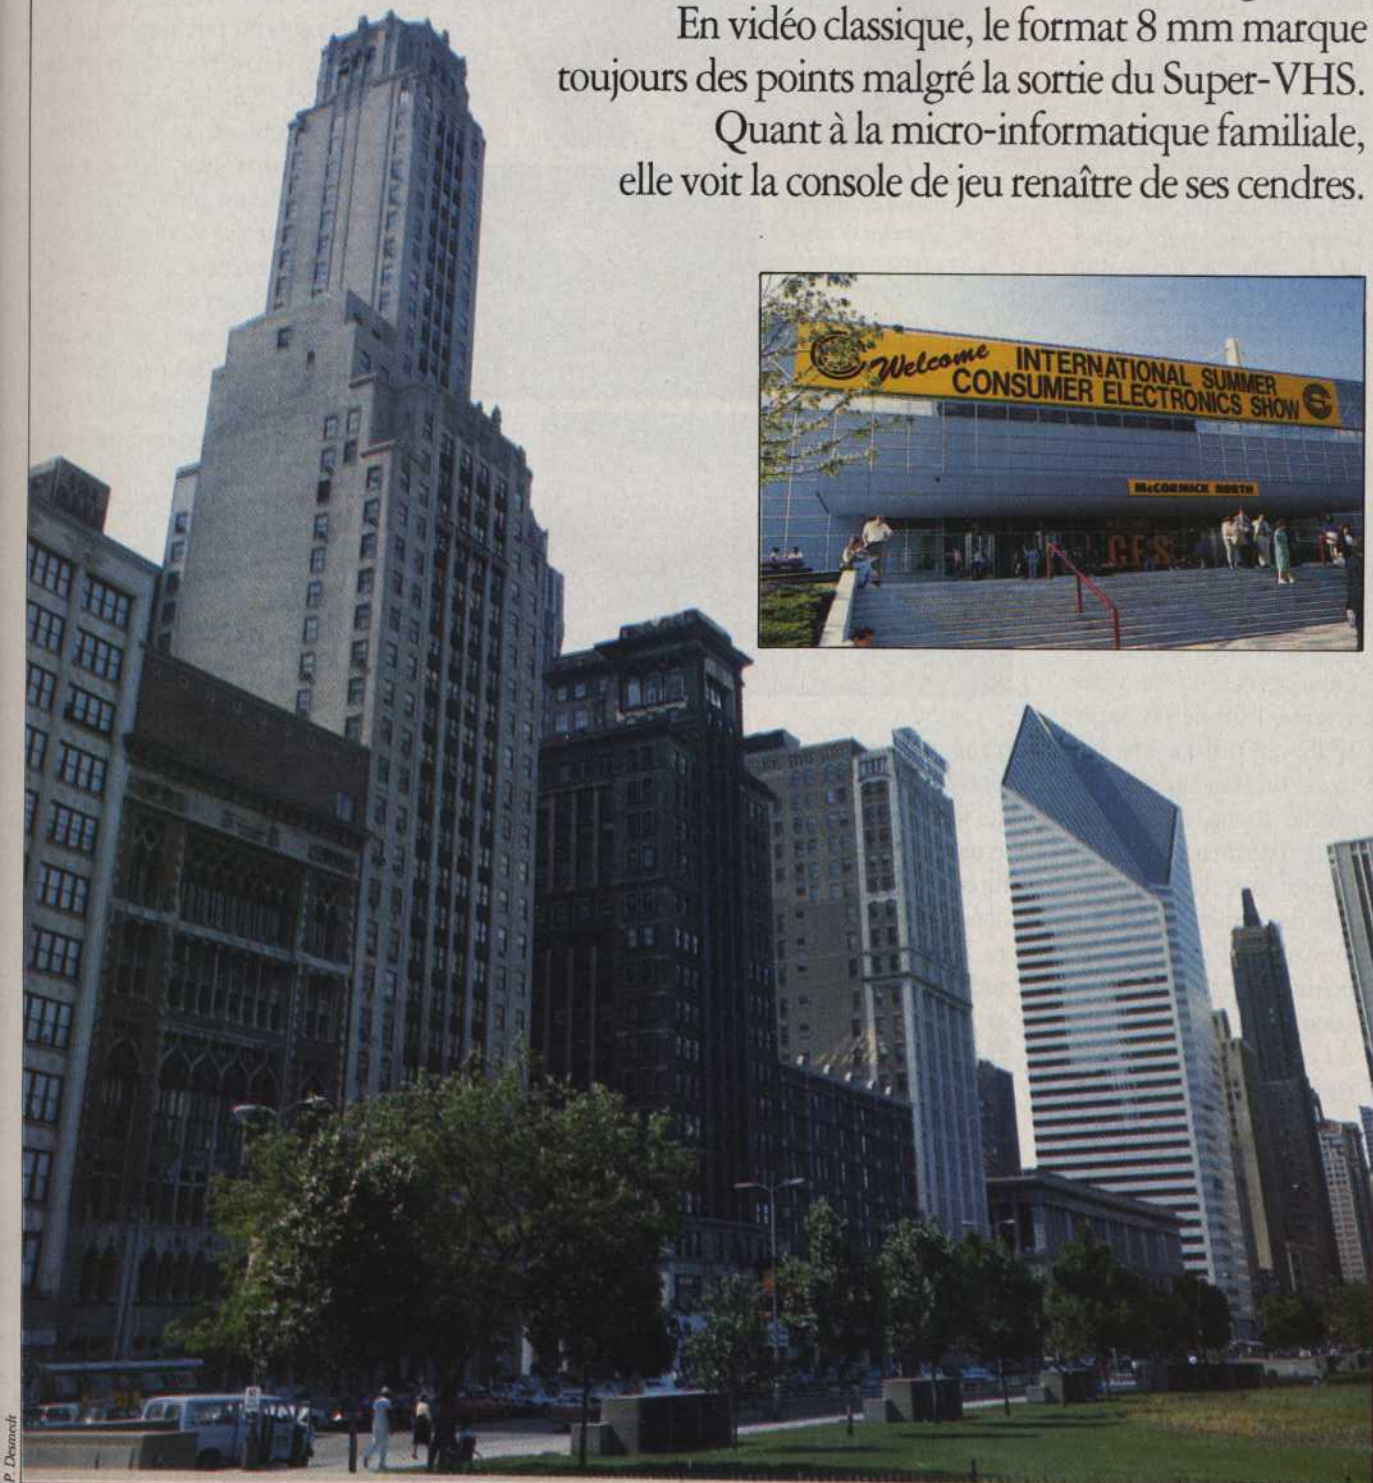 En vidéo classique, le format 8 mm marque
toujours des points malgré la sortie du Super-VHS.
Quant à la micro-informatique familiale,
elle voit la console de jeu renaître de ses cendres.
Welcome INTERNATIONAL SUMMER
CONSUMER ELECTRONICS SHOW
McCORMICK NORTH
CES
P. Desmedt